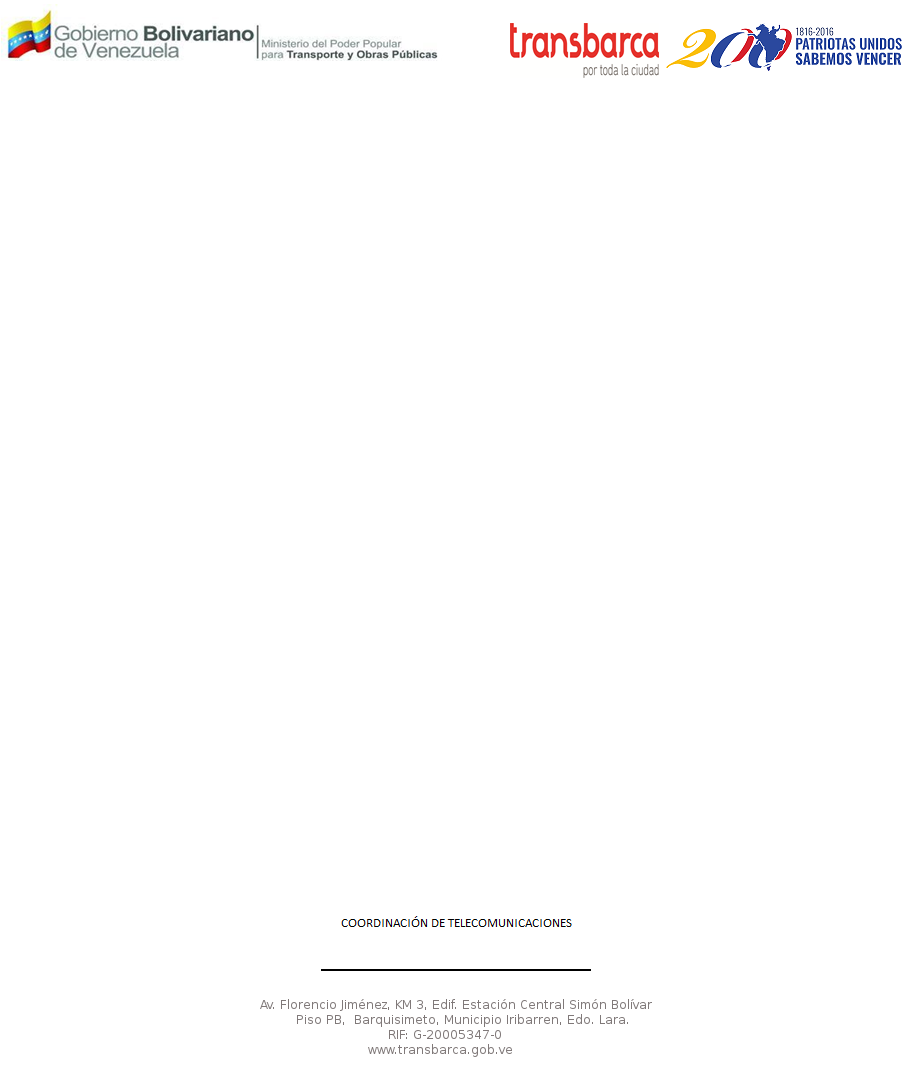 Gobierno Bolivariano
de Venezuela
Ministerio del Poder Popular
para Transporte y Obras Públicas
transbarca
por toda la ciudad
200
1816-2016
PATRIOTAS UNIDOS
SABEMOS VENCER
COORDINACIÓN DE TELECOMUNICACIONES
Av. Florencio Jiménez, KM 3, Edif. Estación Central Simón Bolívar
Piso PB, Barquisimeto, Municipio Iribarren, Edo. Lara.
RIF: G-20005347-0
www.transbarca.gob.ve